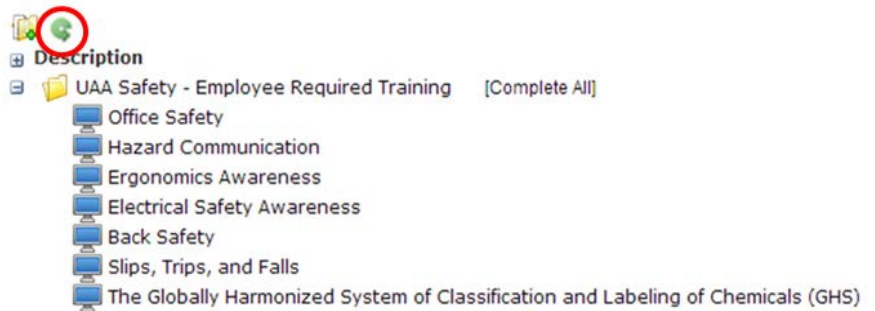 Description
UAA Safety - Employee Required Training [Complete All]
Office Safety
Hazard Communication
Ergonomics Awareness
Electrical Safety Awareness
Back Safety
Slips, Trips, and Falls
The Globally Harmonized System of Classification and Labeling of Chemicals (GHS)